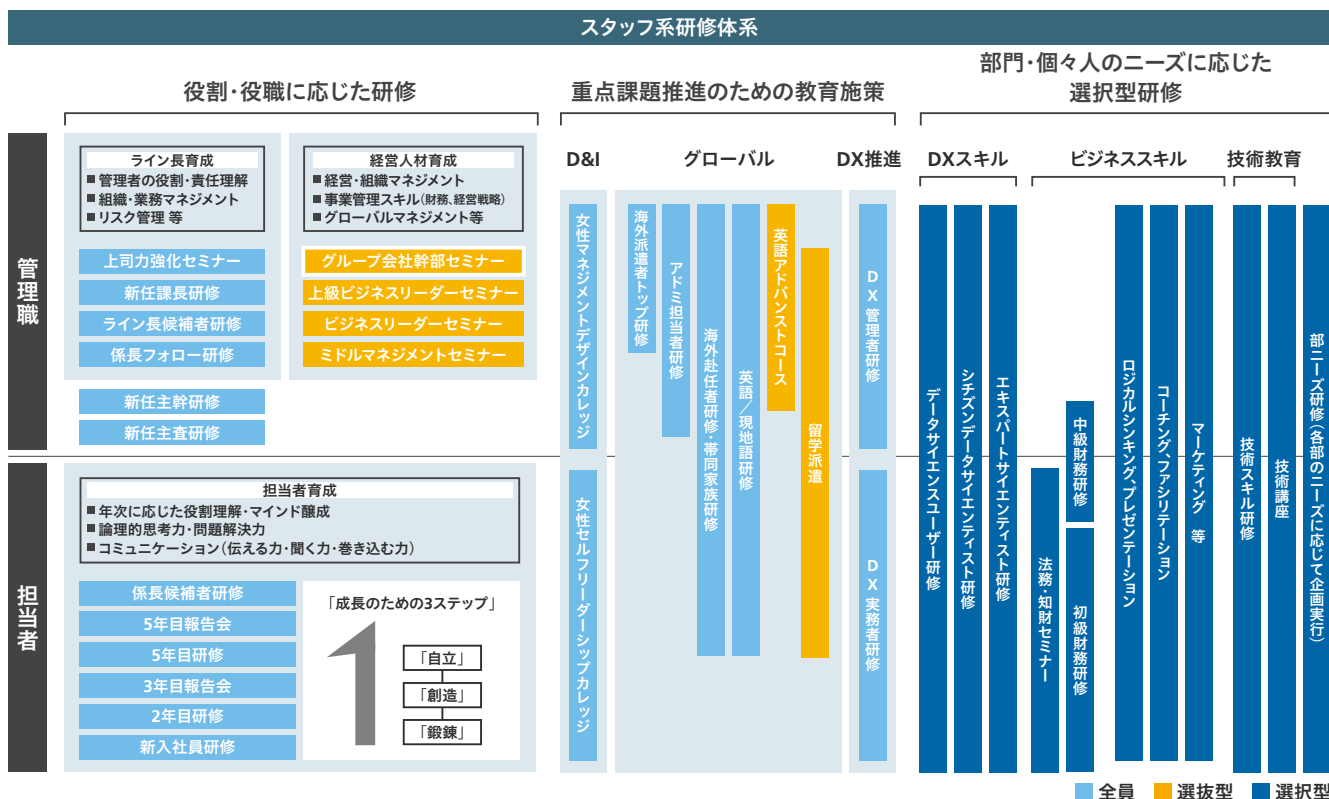 スタッフ系研修体系
役割・役職に応じた研修
重点課題推進のための教育施策
部門・個々人のニーズに応じた
選択型研修
管理職
ライン長育成
■管理者の役割・責任理解
■組織・業務マネジメント
■リスク管理 等
上司力強化セミナー
新任課長研修
ライン長候補者研修
係長フォロー研修
新任主幹研修
新任主査研修
経営人材育成
■経営・組織マネジメント
■事業管理スキル(財務、経営戦略)
■グローバルマネジメント等
グループ会社幹部セミナー
上級ビジネスリーダーセミナー
ビジネスリーダーセミナー
ミドルマネジメントセミナー
担当者
担当者育成
■年次に応じた役割理解・マインド醸成
■論理的思考力・問題解決力
■コミュニケーション(伝える力・聞く力・巻き込む力)
係長候補者研修
5年目報告会
5年目研修
3年目報告会
2年目研修
新入社員研修
「成長のための3ステップ」
「自立」
「創造」
「鍛錬」
D&I
女性マネジメントデザインカレッジ
女性セルフリーダーシップカレッジ
グローバル
海外派遣者トップ研修
アドミ担当者研修
海外赴任者研修・帯同家族研修
英語／現地語研修
英語アドバンストコース
留学派遣
DX推進
DX管理者研修
DX実務者研修
DXスキル
データサイエンスユーザー研修
シチズンデータサイエンティスト研修
エキスパートサイエンティスト研修
ビジネススキル
法務・知財セミナー
中級財務研修
初級財務研修
ロジカルシンキング、プレゼンテーション
コーチング、ファシリテーション
マーケティング 等
技術教育
技術スキル研修
技術講座
部ニーズ研修(各部のニーズに応じて企画実行)
全員
選抜型
選択型